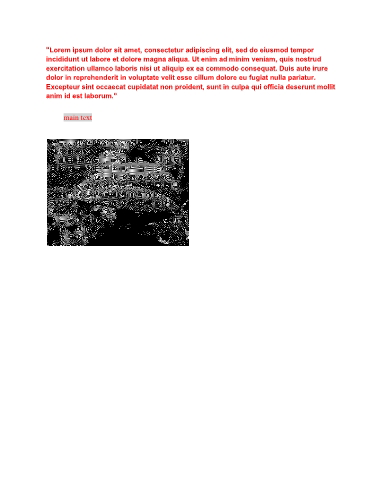 "Lorem ipsum dolor sit amet, consectetur adipiscing elit, sed do eiusmod tempor
incididunt ut labore et dolore magna aliqua. Ut enim ad minim veniam, quis nostrud
exercitation ullamco laboris nisi ut aliquip ex ea commodo consequat. Duis aute irure
dolor in reprehenderit in voluptate velit esse cillum dolore eu fugiat nulla pariatur.
Excepteur sint occaecat cupidatat non proident, sunt in culpa qui officia deserunt mollit
anim id est laborum."
main text